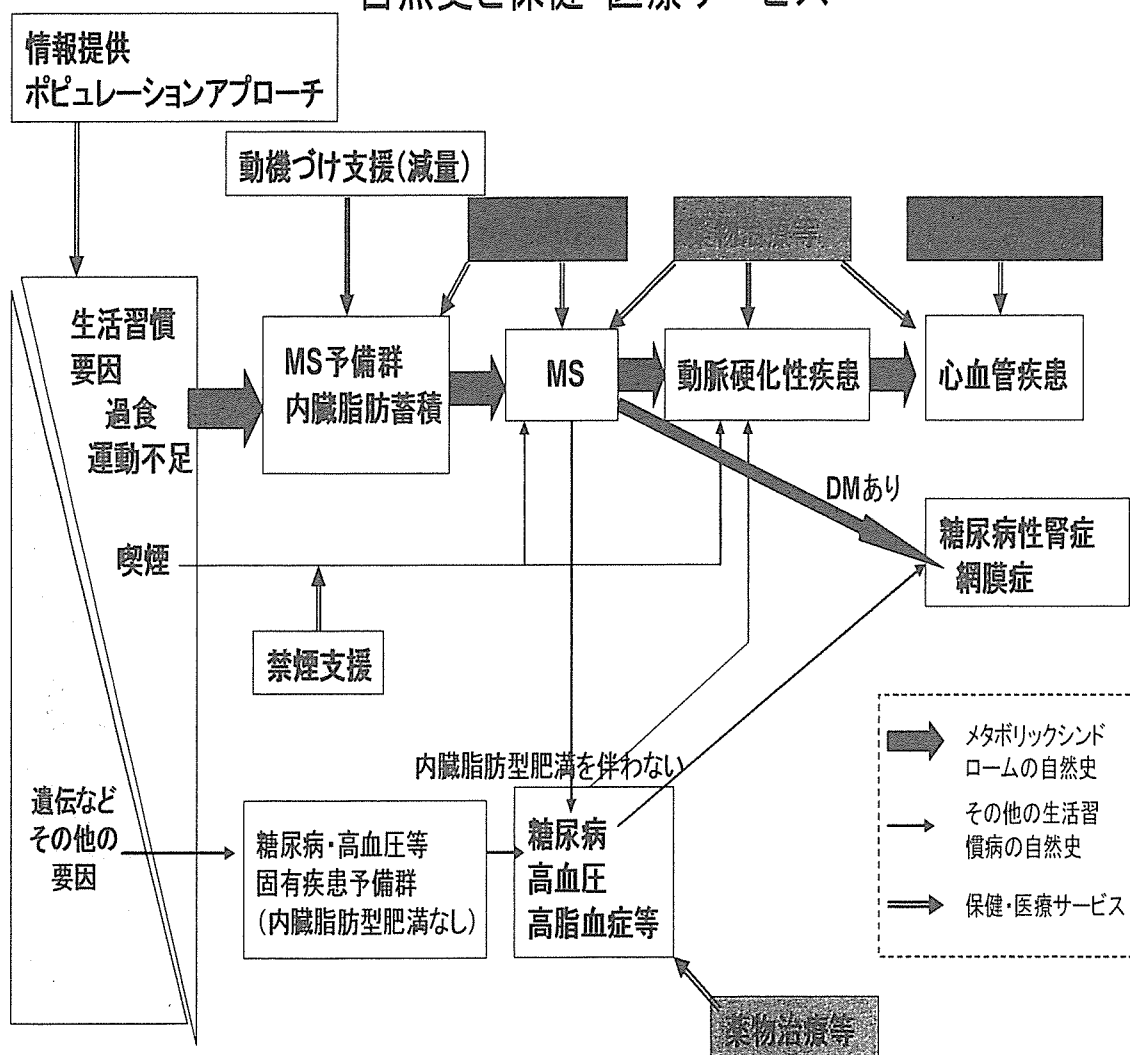 自然史と保健・医療サービス
情報提供
ポピュレーションアプローチ
動機づけ支援(減量)
薬物治療等
生活習慣
要因
過食
運動不足
MS予備群
内臓脂肪蓄積
MS
動脈硬化性疾患
心血管疾患
DMあり
糖尿病性腎症
網膜症
喫煙
禁煙支援
メタボリックシンド
ロームの自然史
その他の生活習
慣病の自然史
保健・医療サービス
内臓脂肪型肥満を伴わない
遺伝など
その他の
要因
糖尿病・高血圧等
固有疾患予備群
(内臓脂肪型肥満なし)
糖尿病
高血圧
高脂血症等
薬物治療等